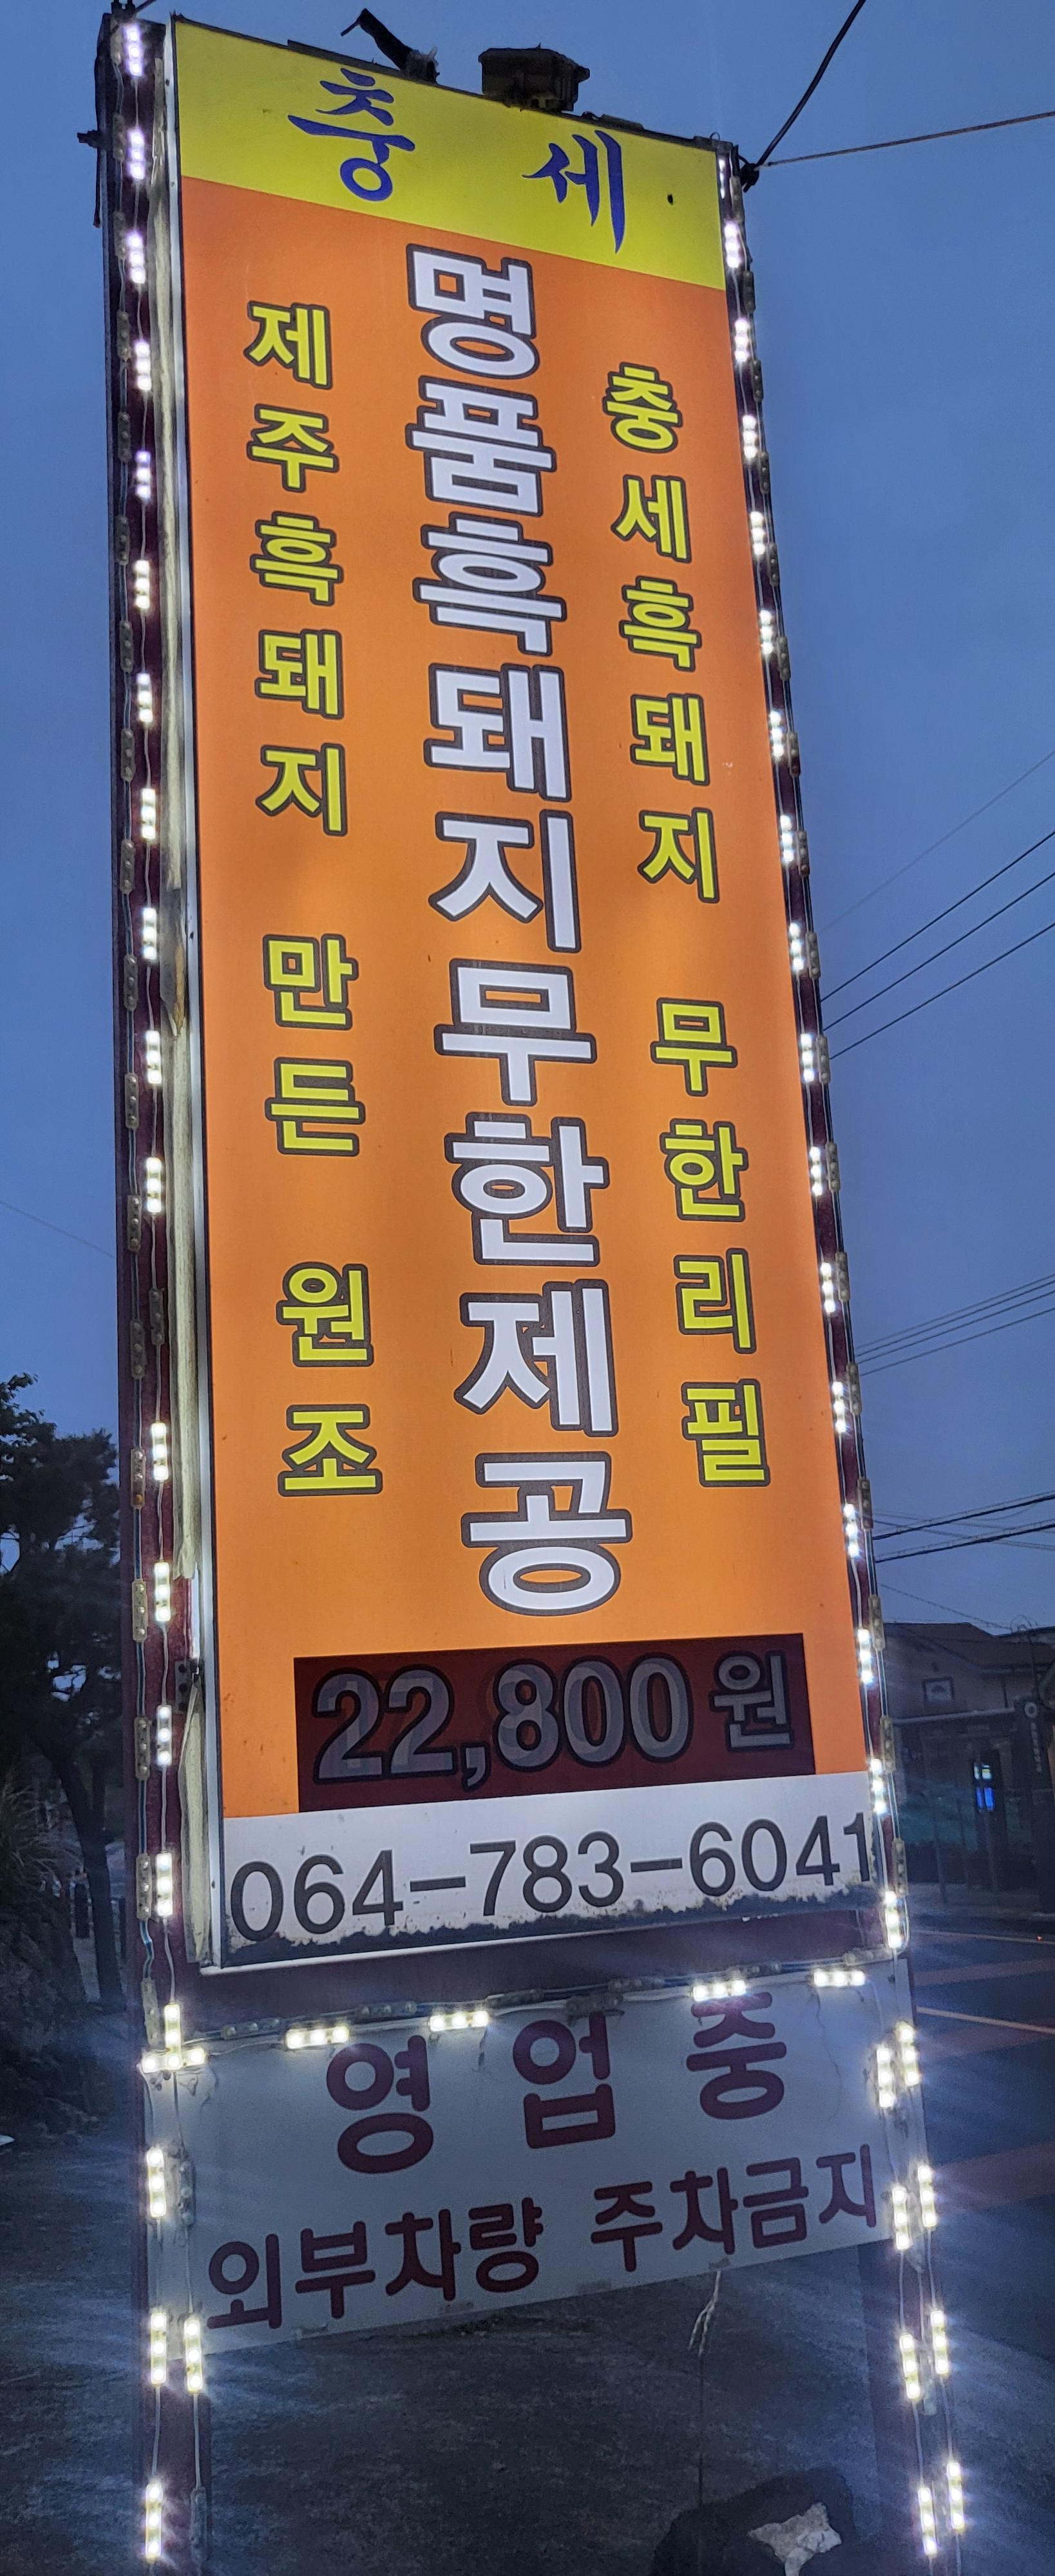 충 세
제주흑돼지 만든 원조
명품흑돼지무한제공
충세흑돼지 무한리필
22,800원
064-783-6041
영업중
외부차량 주차금지